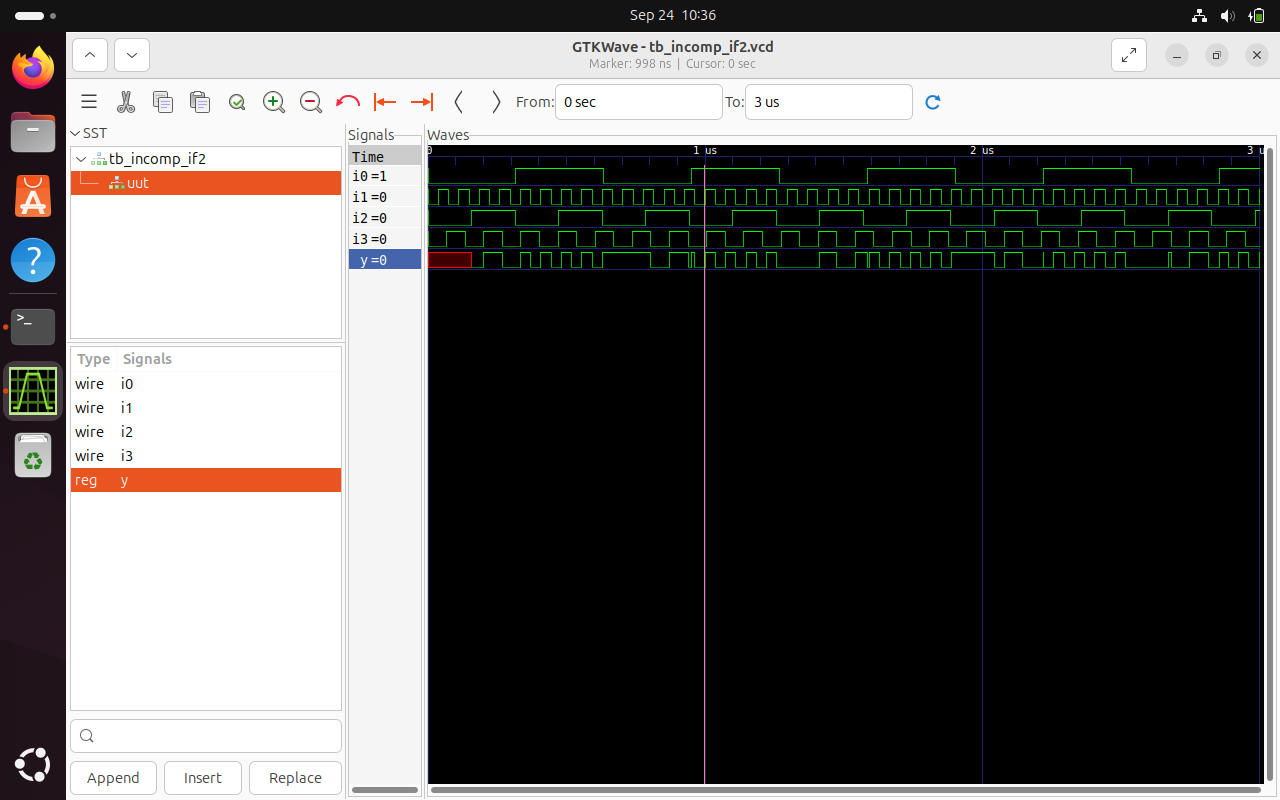 Sep 24 10:36
GTKWave - tb_incomp_if2.vcd
Marker: 998 ns | Cursor: 0 sec
From: 0 sec To: 3 us
SST
tb_incomp_if2
uut
Type Signals
wire i0
wire i1
wire i2
wire i3
reg y
Append Insert Replace
Signals
Time
i0=1
i1=0
i2=0
i3=0
y=0
Waves
0 1 us 2 us 3 u